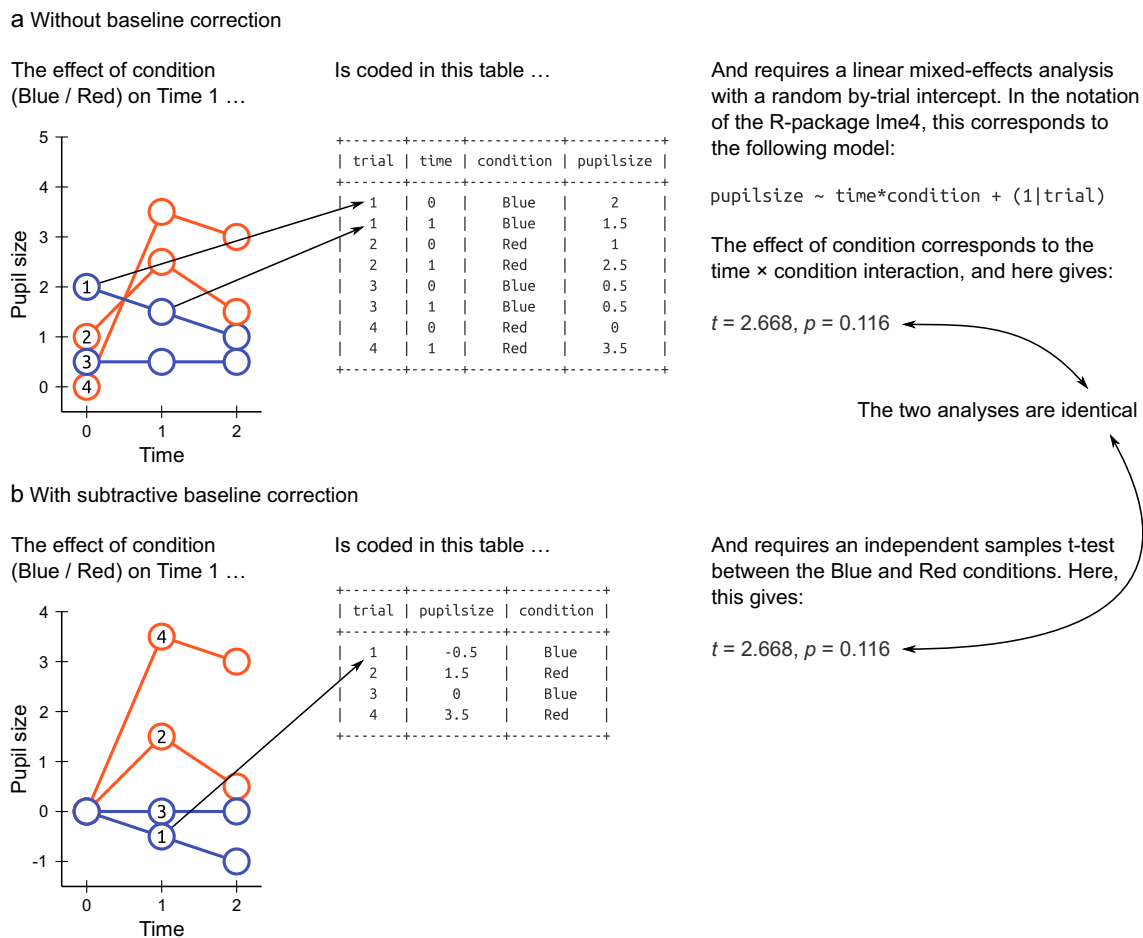 a Without baseline correction
The effect of condition
(Blue / Red) on Time 1 …
5
4
3
2
1
0
Pupil size
1
2
3
4
0 1 2
Time
Is coded in this table …
+-------+------+-----------+-----------+
| trial | time | condition | pupilsize |
+-------+------+-----------+-----------+
| 1 | 0 | Blue | 2 |
| 1 | 1 | Blue | 1.5 |
| 2 | 0 | Red | 1 |
| 2 | 1 | Red | 2.5 |
| 3 | 0 | Blue | 0.5 |
| 3 | 1 | Blue | 0.5 |
| 4 | 0 | Red | 0 |
| 4 | 1 | Red | 3.5 |
+-------+------+-----------+-----------+
And requires a linear mixed-effects analysis
with a random by-trial intercept. In the notation
of the R-package lme4, this corresponds to
the following model:
pupilsize ~ time*condition + (1|trial)
The effect of condition corresponds to the
time × condition interaction, and here gives:
t = 2.668, p = 0.116
The two analyses are identical
b With subtractive baseline correction
The effect of condition
(Blue / Red) on Time 1 …
4
3
2
1
0
-1
Pupil size
4
2
3
1
0 1 2
Time
Is coded in this table …
+-------+-----------+-----------+
| trial | pupilsize | condition |
+-------+-----------+-----------+
| 1 | -0.5 | Blue |
| 2 | 1.5 | Red |
| 3 | 0 | Blue |
| 4 | 3.5 | Red |
+-------+-----------+-----------+
And requires an independent samples t-test
between the Blue and Red conditions. Here,
this gives:
t = 2.668, p = 0.116